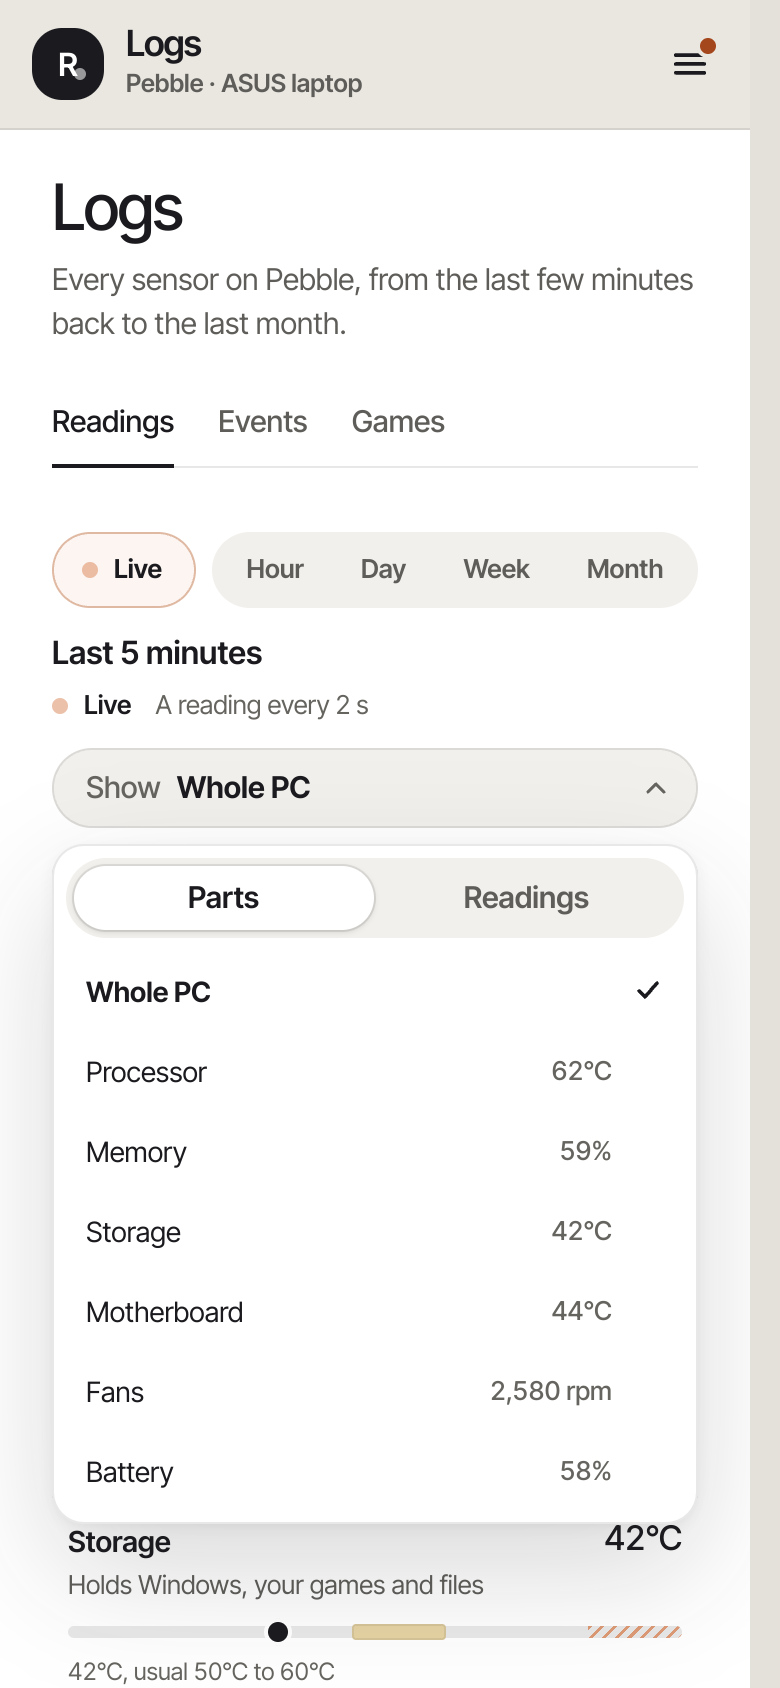 R
Logs
Pebble · ASUS laptop
Logs
Every sensor on Pebble, from the last few minutes
back to the last month.
Readings Events Games
Live Hour Day Week Month
Last 5 minutes
Live A reading every 2 s
Show Whole PC
Parts Readings
Whole PC
Processor 62°C
Memory 59%
Storage 42°C
Motherboard 44°C
Fans 2,580 rpm
Battery 58%
Storage 42°C
Holds Windows, your games and files
42°C, usual 50°C to 60°C